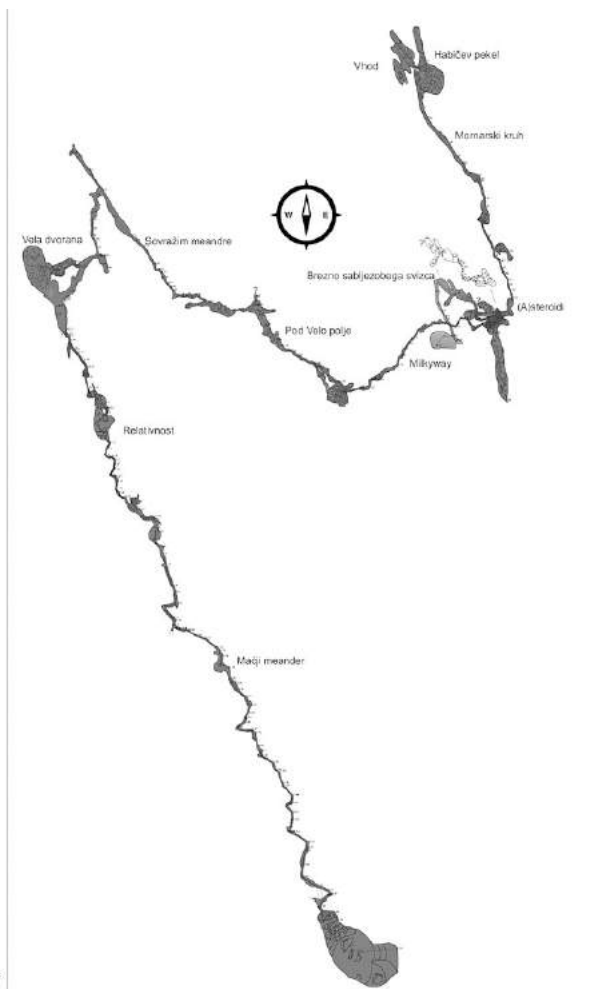 Habičev pekel
Vhod
Mornarski kruh
W E
Vela dvorana
Sovražim meandre
Brezno sabljezobega svizca
(A)steroidi
?
Pod Velo polje
Milkyway
Relativnost
Mačji meander